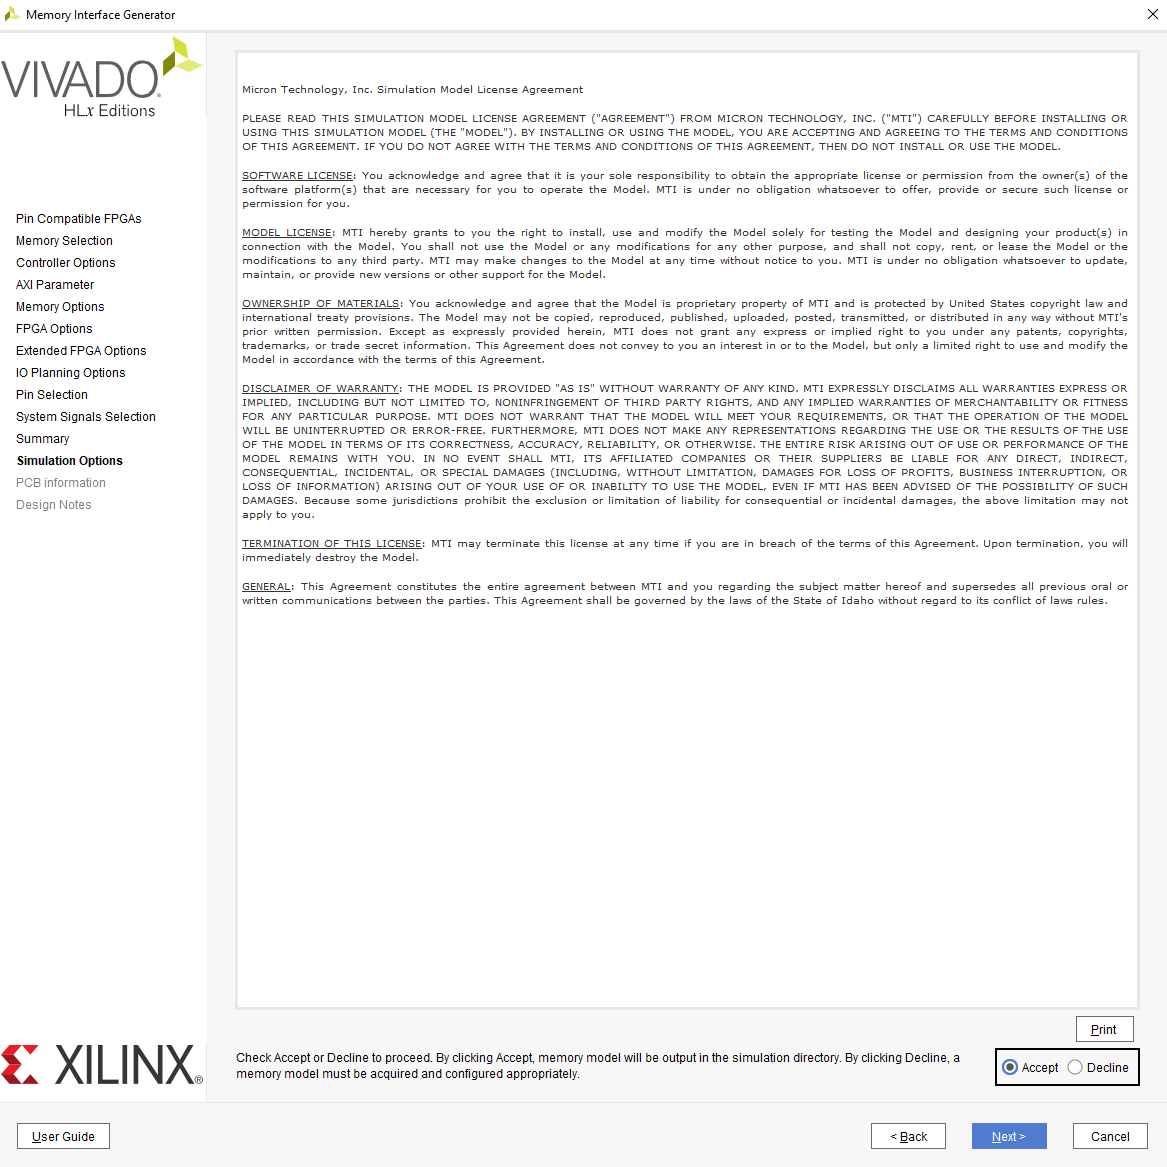 Memory Interface Generator
VIVADO.
HLx Editions
Pin Compatible FPGAs
Memory Selection
Controller Options
AXI Parameter
Memory Options
FPGA Options
Extended FPGA Options
IO Planning Options
Pin Selection
System Signals Selection
Summary
Simulation Options
PCB information
Design Notes
XILINX®
Micron Technology, Inc. Simulation Model License Agreement
PLEASE READ THIS SIMULATION MODEL LICENSE AGREEMENT ("AGREEMENT") FROM MICRON TECHNOLOGY, INC. ("MTI") CAREFULLY BEFORE INSTALLING OR
USING THIS SIMULATION MODEL (THE "MODEL"). BY INSTALLING OR USING THE MODEL, YOU ARE ACCEPTING AND AGREEING TO THE TERMS AND CONDITIONS
OF THIS AGREEMENT. IF YOU DO NOT AGREE WITH THE TERMS AND CONDITIONS OF THIS AGREEMENT, THEN DO NOT INSTALL OR USE THE MODEL.
SOFTWARE LICENSE: You acknowledge and agree that it is your sole responsibility to obtain the appropriate license or permission from the owner(s) of the
software platform(s) that are necessary for you to operate the Model. MTI is under no obligation whatsoever to offer, provide or secure such license or
permission for you.
MODEL LICENSE: MTI hereby grants to you the right to install, use and modify the Model solely for testing the Model and designing your product(s) in
connection with the Model. You shall not use the Model or any modifications for any other purpose, and shall not copy, rent, or lease the Model or the
modifications to any third party. MTI may make changes to the Model at any time without notice to you. MTI is under no obligation whatsoever to update,
maintain, or provide new versions or other support for the Model.
OWNERSHIP OF MATERIALS: You acknowledge and agree that the Model is proprietary property of MTI and is protected by United States copyright law and
international treaty provisions. The Model may not be copied, reproduced, published, uploaded, posted, transmitted, or distributed in any way without MTI's
prior written permission. Except as expressly provided herein, MTI does not grant any express or implied right to you under any patents, copyrights,
trademarks, or trade secret information. This Agreement does not convey to you an interest in or to the Model, but only a limited right to use and modify the
Model in accordance with the terms of this Agreement.
DISCLAIMER OF WARRANTY: THE MODEL IS PROVIDED "AS IS" WITHOUT WARRANTY OF ANY KIND. MTI EXPRESSLY DISCLAIMS ALL WARRANTIES EXPRESS OR
IMPLIED, INCLUDING BUT NOT LIMITED TO, NONINFRINGEMENT OF THIRD PARTY RIGHTS, AND ANY IMPLIED WARRANTIES OF MERCHANTABILITY OR FITNESS
FOR ANY PARTICULAR PURPOSE. MTI DOES NOT WARRANT THAT THE MODEL WILL MEET YOUR REQUIREMENTS, OR THAT THE OPERATION OF THE MODEL
WILL BE UNINTERRUPTED OR ERROR-FREE. FURTHERMORE, MTI DOES NOT MAKE ANY REPRESENTATIONS REGARDING THE USE OR THE RESULTS OF THE USE
OF THE MODEL IN TERMS OF ITS CORRECTNESS, ACCURACY, RELIABILITY, OR OTHERWISE. THE ENTIRE RISK ARISING OUT OF USE OR PERFORMANCE OF THE
MODEL REMAINS WITH YOU. IN NO EVENT SHALL MTI, ITS AFFILIATED COMPANIES OR THEIR SUPPLIERS BE LIABLE FOR ANY DIRECT, INDIRECT,
CONSEQUENTIAL, INCIDENTAL, OR SPECIAL DAMAGES (INCLUDING, WITHOUT LIMITATION, DAMAGES FOR LOSS OF PROFITS, BUSINESS INTERRUPTION, OR
LOSS OF INFORMATION) ARISING OUT OF YOUR USE OF OR INABILITY TO USE THE MODEL, EVEN IF MTI HAS BEEN ADVISED OF THE POSSIBILITY OF SUCH
DAMAGES. Because some jurisdictions prohibit the exclusion or limitation of liability for consequential or incidental damages, the above limitation may not
apply to you.
TERMINATION OF THIS LICENSE: MTI may terminate this license at any time if you are in breach of the terms of this Agreement. Upon termination, you will
immediately destroy the Model.
GENERAL: This Agreement constitutes the entire agreement between MTI and you regarding the subject matter hereof and supersedes all previous oral or
written communications between the parties. This Agreement shall be governed by the laws of the State of Idaho without regard to its conflict of laws rules.
Print
Check Accept or Decline to proceed. By clicking Accept, memory model will be output in the simulation directory. By clicking Decline, a
memory model must be acquired and configured appropriately.
Accept Decline
User Guide < Back Next > Cancel